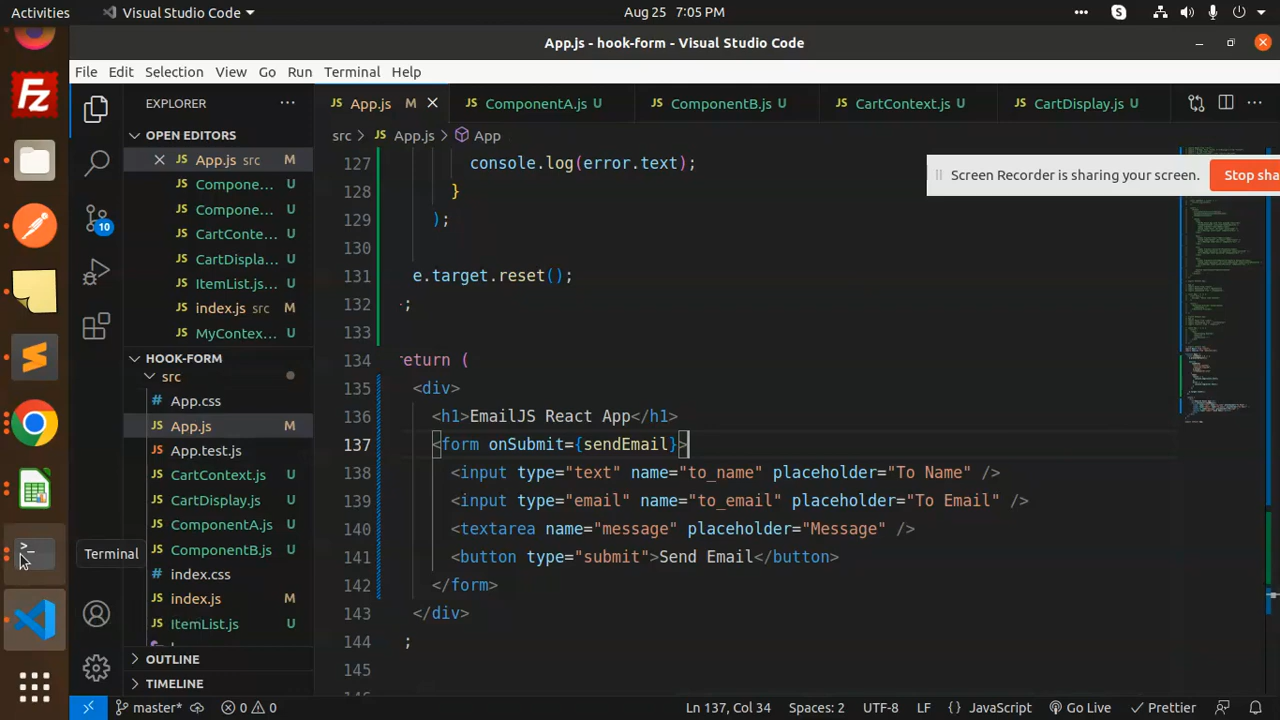 Activities
Visual Studio Code
Aug 25 7:05 PM
App.js - hook-form - Visual Studio Code
File Edit Selection View Go Run Terminal Help
EXPLORER
App.js M
ComponentA.js U
ComponentB.js U
CartContext.js U
CartDisplay.js U
OPEN EDITORS
App.js src M
Compone... U
Compone... U
CartConte... U
CartDispla... U
ItemList.js U
index.js src M
MyContex... U
HOOK-FORM
src
App.css
App.js M
App.test.js
CartContext.js U
CartDisplay.js U
ComponentA.js U
ComponentB.js U
index.css
index.js M
ItemList.js U
OUTLINE
TIMELINE
src > App.js > App
127 console.log(error.text);
128 }
129 );
130
131 e.target.reset();
132 ;
133
134 return (
135 <div>
136 <h1>EmailJS React App</h1>
137 <form onSubmit={sendEmail}>
138 <input type="text" name="to_name" placeholder="To Name" />
139 <input type="email" name="to_email" placeholder="To Email" />
140 <textarea name="message" placeholder="Message" />
141 <button type="submit">Send Email</button>
142 </form>
143 </div>
144 ;
145
Screen Recorder is sharing your screen.
Stop sha
10
Terminal
master* 0 0
Ln 137, Col 34 Spaces: 2 UTF-8 LF {} JavaScript Go Live Prettier